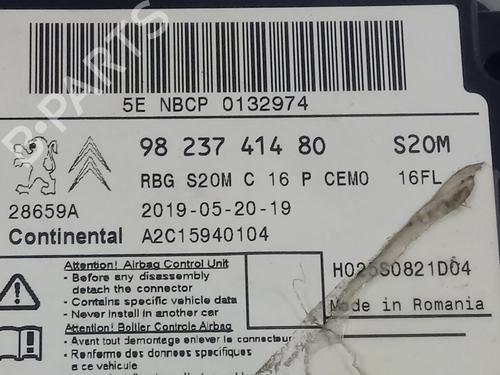 B-PARTS
5E NBCP 0132974
98 237 414 80 S20M
RBG S20M C 16 P CEMO 16FL
28659A 2019-05-20-19
Continental A2C15940104
Attention! Airbag Control Unit
- Before any disassembly
detach the connector
- Contains specific vehicle data
- Never install in another car
H025S0821D04
Made in Romania
Attention! Boîtier Controle Airbag
- Avant tout demontage enlever le connecteur
- Renferme des donnees specifiques
a ce vehicule